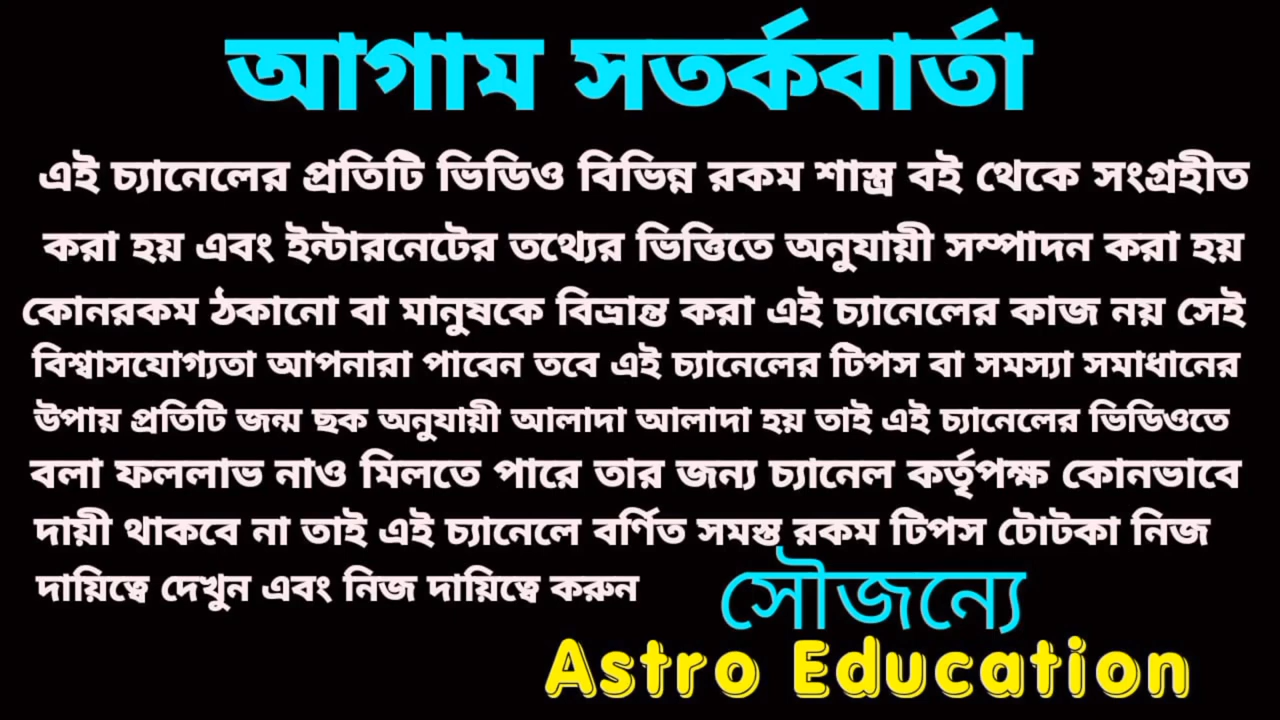 আগাম সতর্কবার্তা
এই চ্যানেলের প্রতিটি ভিডিও বিভিন্ন রকম শাস্ত্র বই থেকে সংগ্রহীত
করা হয় এবং ইন্টারনেটের তথ্যের ভিত্তিতে অনুযায়ী সম্পাদন করা হয়
কোনরকম ঠকানো বা মানুষকে বিভ্রান্ত করা এই চ্যানেলের কাজ নয় সেই
বিশ্বাসযোগ্যতা আপনারা পাবেন তবে এই চ্যানেলের টিপস বা সমস্যা সমাধানের
উপায় প্রতিটি জন্ম ছক অনুযায়ী আলাদা আলাদা হয় তাই এই চ্যানেলের ভিডিওতে
বলা ফললাভ নাও মিলতে পারে তার জন্য চ্যানেল কর্তৃপক্ষ কোনভাবে
দায়ী থাকবে না তাই এই চ্যানেলে বর্ণিত সমস্ত রকম টিপস টোটকা নিজ
দায়িত্বে দেখুন এবং নিজ দায়িত্বে করুন
সৌজন্যে
Astro Education